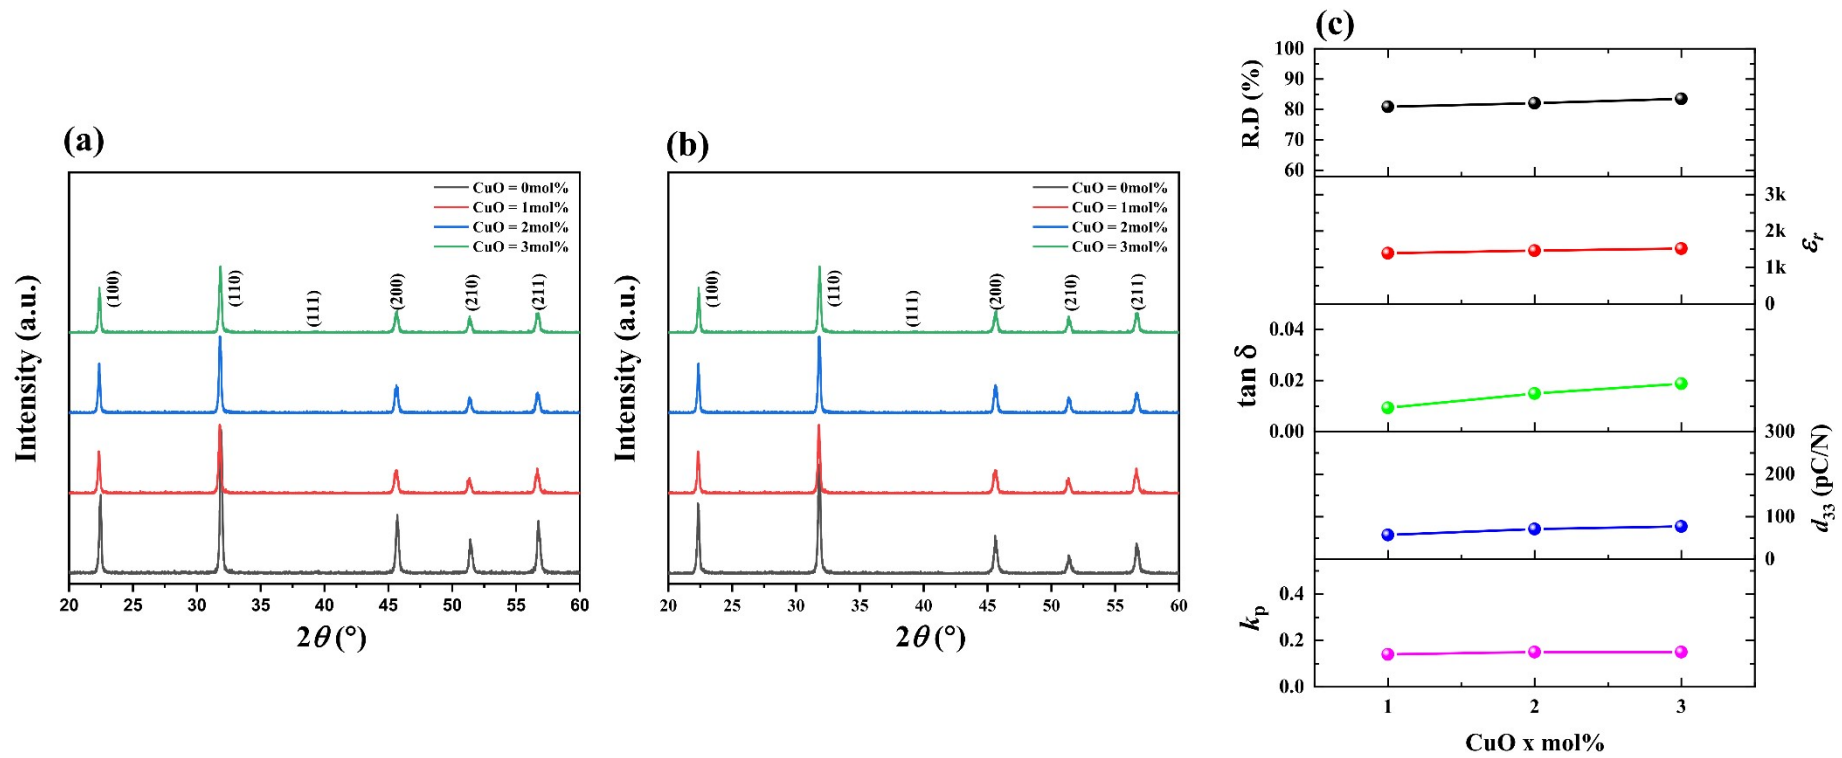 (a)
CuO = 0mol%
CuO = 1mol%
CuO = 2mol%
CuO = 3mol%
(100)
(110)
(111)
(200)
(210)
(211)
Intensity (a.u.)
20 25 30 35 40 45 50 55 60
2θ (°)
(b)
CuO = 0mol%
CuO = 1mol%
CuO = 2mol%
CuO = 3mol%
(100)
(110)
(111)
(200)
(210)
(211)
Intensity (a.u.)
20 25 30 35 40 45 50 55 60
2θ (°)
(c)
R.D (%)
100
90
80
70
60
3k
2k
1k
0
εr
tan δ
0.04
0.02
0.00
300
200
100
0
d33 (pC/N)
kp
0.4
0.2
0.0
1 2 3
CuO x mol%